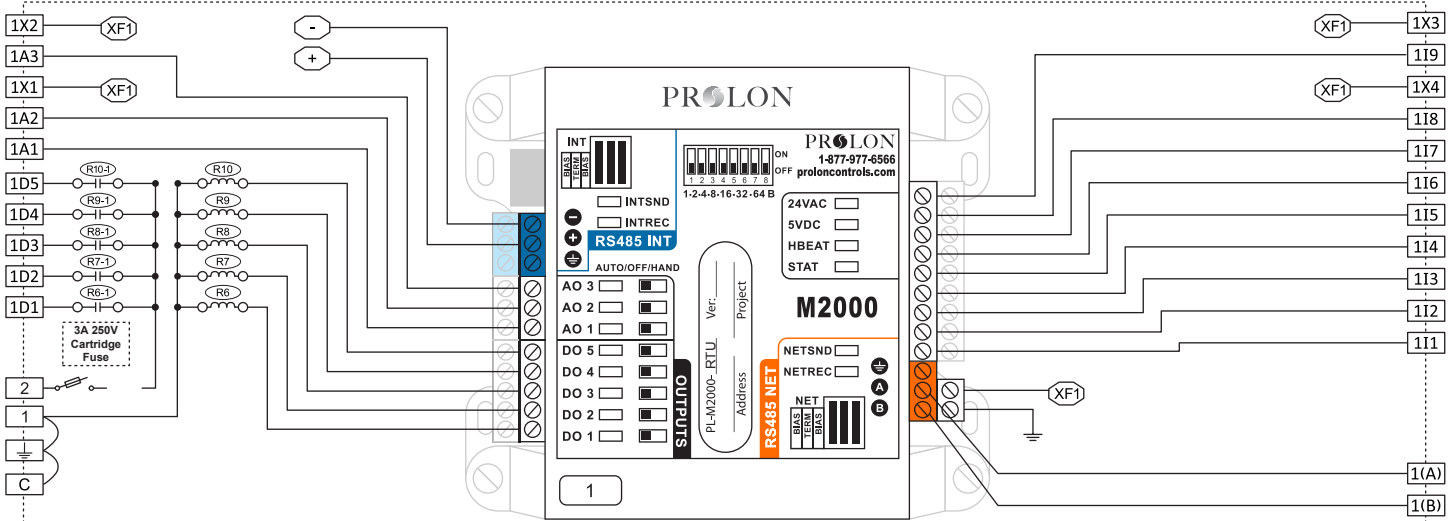 1X2
XF1
1A3
1X1
XF1
1A2
1A1
1D5
R10-1
R10
1D4
R9-1
R9
1D3
R8-1
R8
1D2
R7-1
R7
1D1
R6-1
R6
3A 250V
Cartridge
Fuse
2
1
C
-
+
PROLON
INT
BIAS
TERM
BIAS
INTSND
INTREC
RS485 INT
AUTO/OFF/HAND
AO 3
AO 2
AO 1
DO 5
DO 4
DO 3
DO 2
DO 1
OUTPUTS
ON
OFF
1 2 3 4 5 6 7 8
1-2-4-8-16-32-64 B
PROLON
1-877-977-6566
proloncontrols.com
24VAC
5VDC
HBEAT
STAT
Ver:
Project
PL-M2000- RTU
Address
M2000
RS485 NET
NETSND
NETREC
A
B
NET
BIAS
TERM
BIAS
1
XF1
1X3
1I9
XF1
1X4
1I8
1I7
1I6
1I5
1I4
1I3
1I2
1I1
XF1
1(A)
1(B)